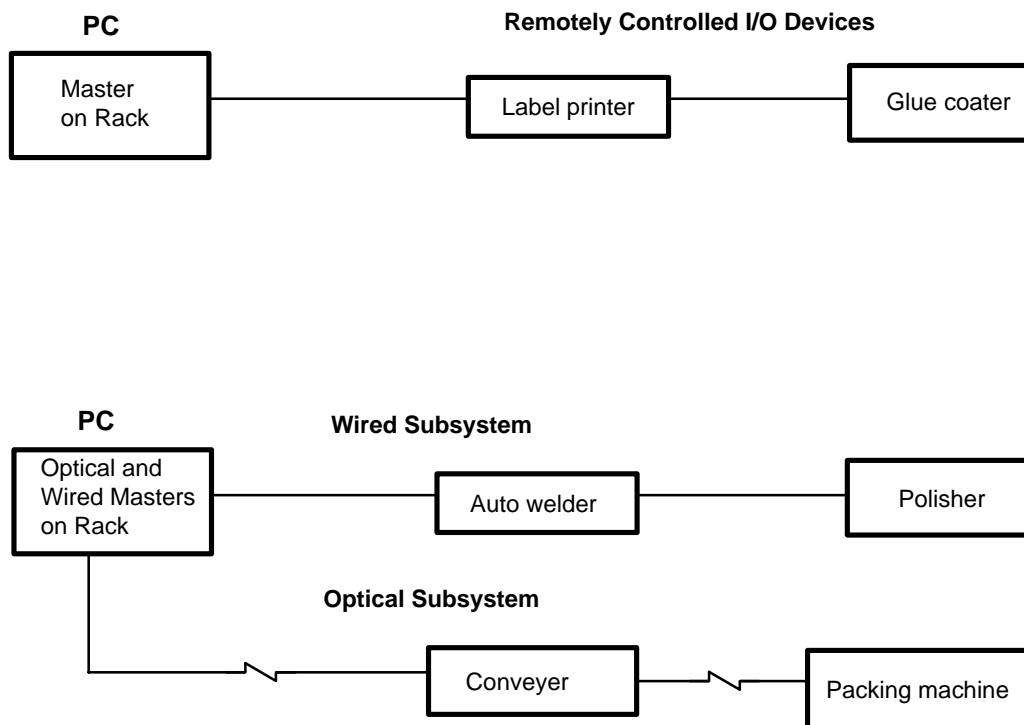 PC
Remotely Controlled I/O Devices
Master
on Rack
Label printer
Glue coater
PC
Wired Subsystem
Optical and
Wired Masters
on Rack
Auto welder
Polisher
Optical Subsystem
Conveyer
Packing machine